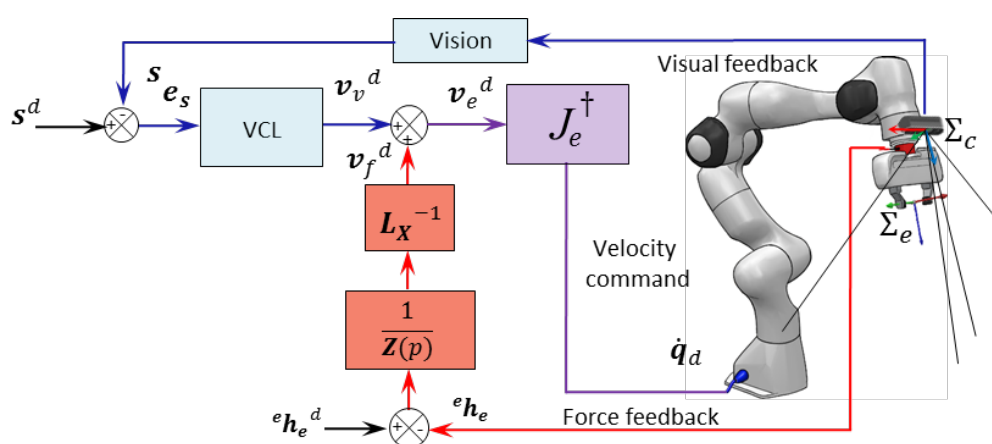 Vision
Visual feedback
s
e_s
v_v^d
v_e^d
s^d
-
+
VCL
+
+
J_e^†
Σ_c
v_f^d
L_X^{-1}
Σ_e
Velocity
command
1
Z(p)
q̇_d
^e h_e^d
+
-
^e h_e
Force feedback